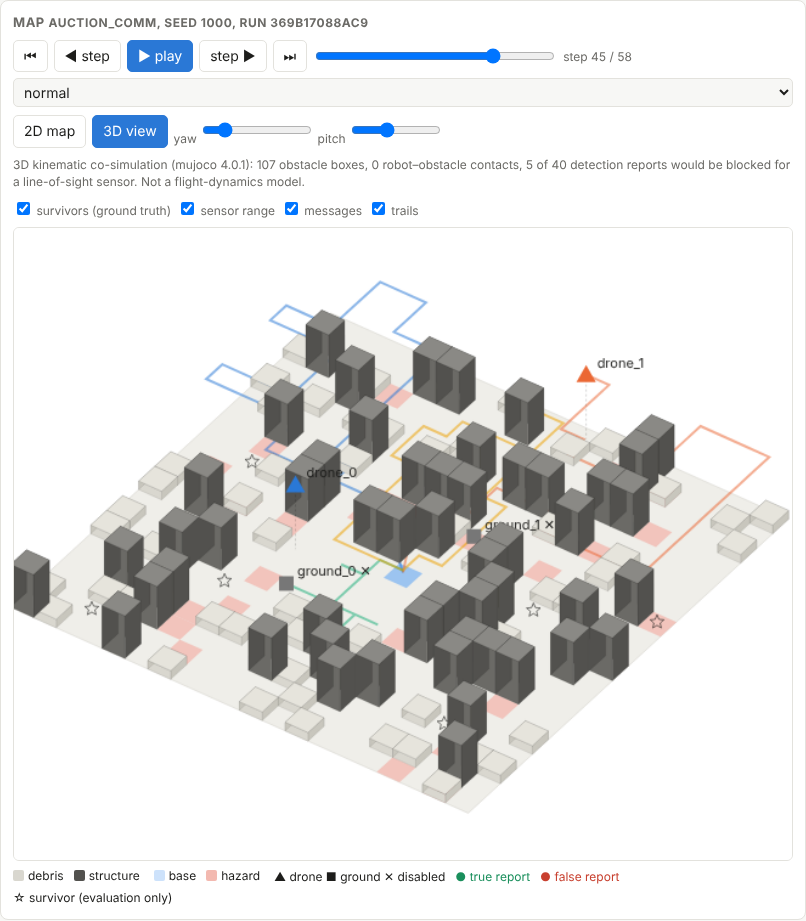 MAP AUCTION_COMM, SEED 1000, RUN 369B17088AC9
⏮ ◀ step ▶ play step ▶ ⏭ step 45 / 58
normal
2D map 3D view yaw pitch
3D kinematic co-simulation (mujoco 4.0.1): 107 obstacle boxes, 0 robot–obstacle contacts, 5 of 40 detection reports would be blocked for
a line-of-sight sensor. Not a flight-dynamics model.
survivors (ground truth) sensor range messages trails
drone_1
drone_0
ground_1 ×
ground_0 ×
debris structure base hazard ▲ drone ■ ground × disabled ● true report ● false report
☆ survivor (evaluation only)